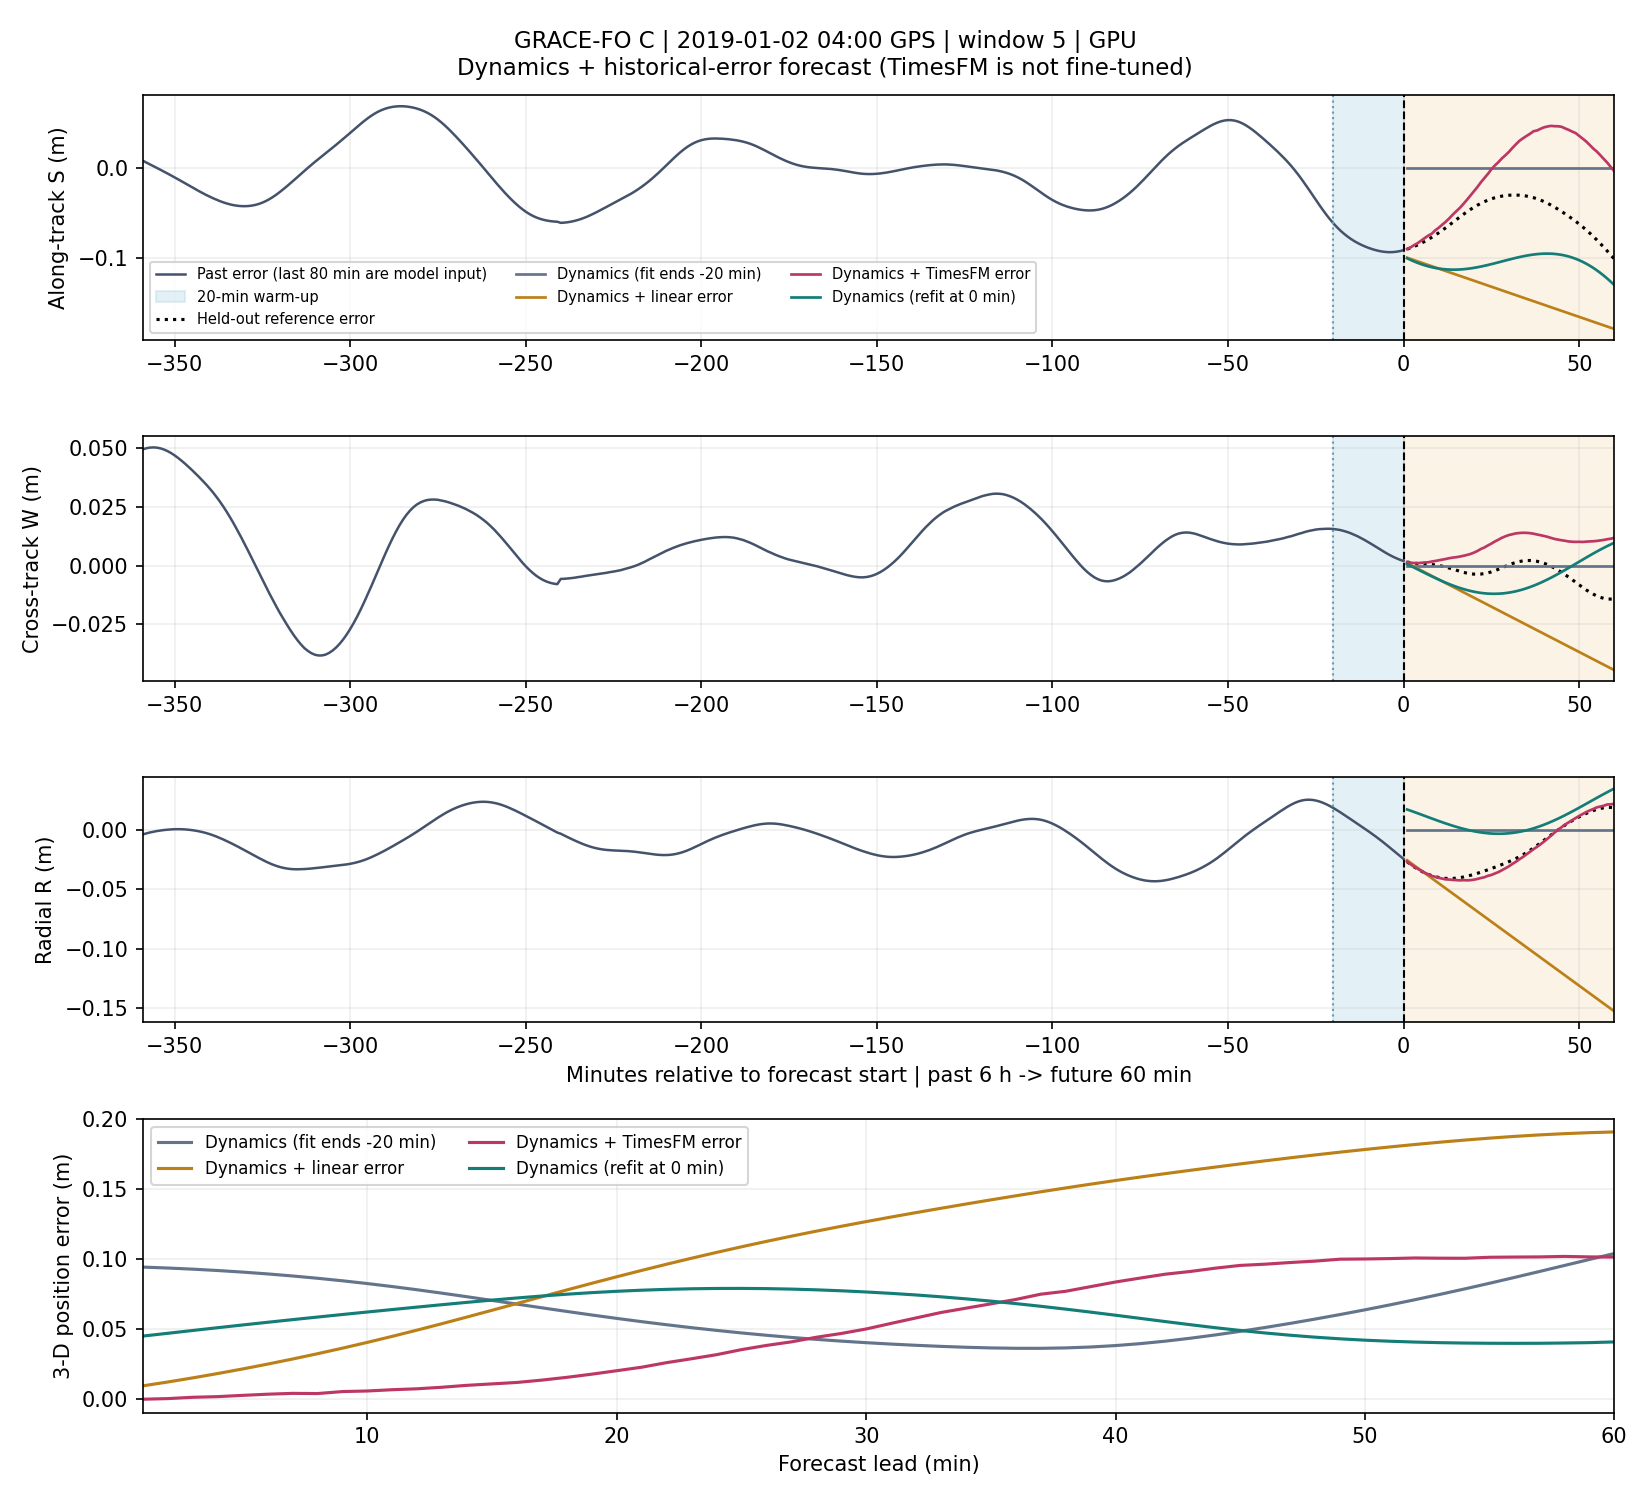 GRACE-FO C | 2019-01-02 04:00 GPS | window 5 | GPU
Dynamics + historical-error forecast (TimesFM is not fine-tuned)
Along-track S (m)
0.0
−0.1
Past error (last 80 min are model input)
20-min warm-up
Held-out reference error
Dynamics (fit ends -20 min)
Dynamics + linear error
Dynamics + TimesFM error
Dynamics (refit at 0 min)
−350 −300 −250 −200 −150 −100 −50 0 50
Cross-track W (m)
0.050
0.025
0.000
−0.025
−350 −300 −250 −200 −150 −100 −50 0 50
Radial R (m)
0.00
−0.05
−0.10
−0.15
−350 −300 −250 −200 −150 −100 −50 0 50
Minutes relative to forecast start | past 6 h -> future 60 min
3-D position error (m)
0.20
0.15
0.10
0.05
0.00
Dynamics (fit ends -20 min)
Dynamics + linear error
Dynamics + TimesFM error
Dynamics (refit at 0 min)
10 20 30 40 50 60
Forecast lead (min)